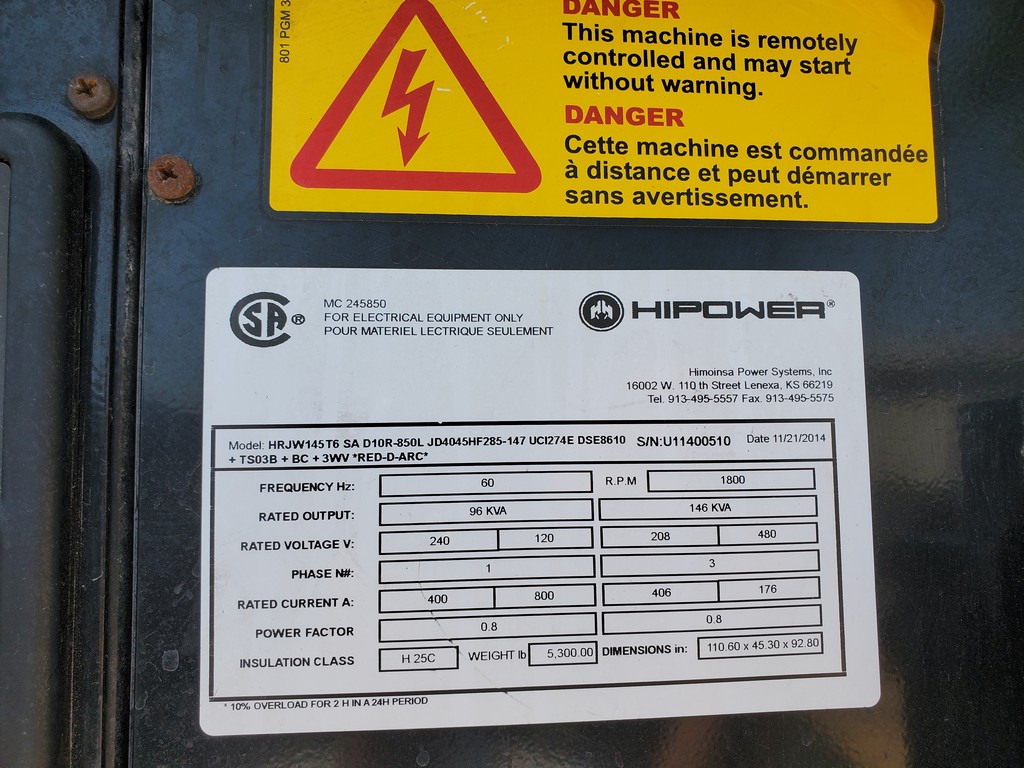 801 PGM 3
DANGER
This machine is remotely
controlled and may start
without warning.
DANGER
Cette machine est commandée
à distance et peut démarrer
sans avertissement.
CSA ®
MC 245850
FOR ELECTRICAL EQUIPMENT ONLY
POUR MATERIEL LECTRIQUE SEULEMENT
HIPOWER®
Himoinsa Power Systems, Inc
16002 W. 110 th Street Lenexa, KS 66219
Tel. 913-495-5557 Fax. 913-495-5575
Model: HRJW145T6 SA D10R-850L JD4045HF285-147 UCI274E DSE8610 S/N:U11400510 Date 11/21/2014
+ TS03B + BC + 3WV *RED-D-ARC*
FREQUENCY Hz: 60 R.P.M 1800
RATED OUTPUT: 96 KVA 146 KVA
RATED VOLTAGE V: 240 120 208 480
PHASE N#: 1 3
RATED CURRENT A: 400 800 406 176
POWER FACTOR 0.8 0.8
INSULATION CLASS H 25C WEIGHT lb 5,300.00 DIMENSIONS in: 110.60 x 45.30 x 92.80
* 10% OVERLOAD FOR 2 H IN A 24H PERIOD